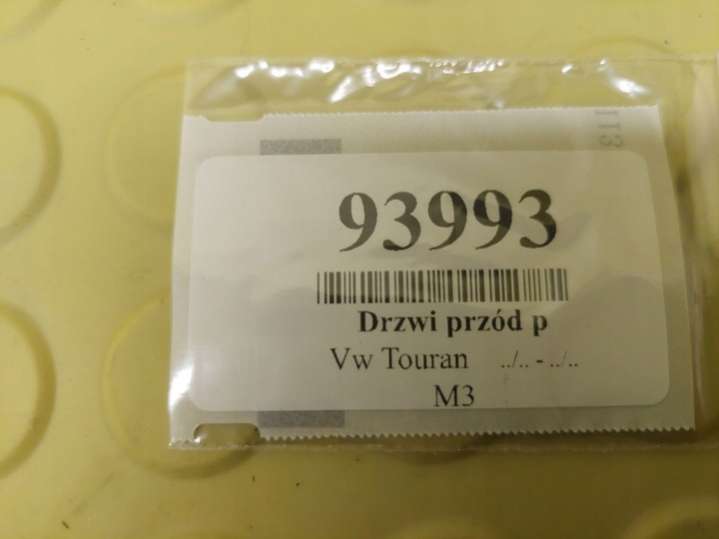 93993
Drzwi przód p
Vw Touran ../.. - ../..
M3